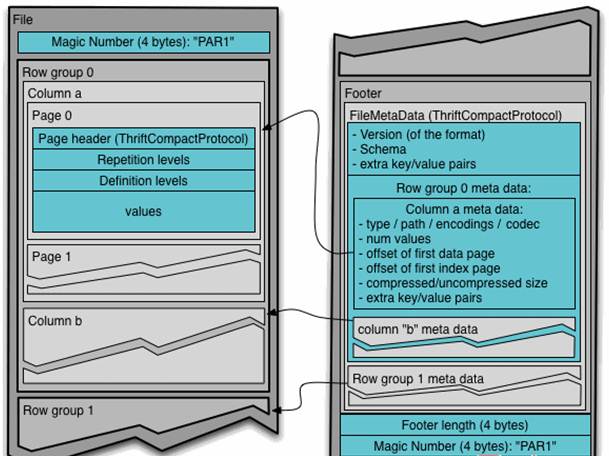 File
Magic Number (4 bytes): "PAR1"
Row group 0
Column a
Page 0
Page header (ThriftCompactProtocol)
Repetition levels
Definition levels
values
Page 1
Column b
Row group 1
Footer
FileMetaData (ThriftCompactProtocol)
- Version (of the format)
- Schema
- extra key/value pairs
Row group 0 meta data:
Column a meta data:
- type / path / encodings / codec
- num values
- offset of first data page
- offset of first index page
- compressed/uncompressed size
- extra key/value pairs
column "b" meta data
Row group 1 meta data
Footer length (4 bytes)
Magic Number (4 bytes): "PAR1"